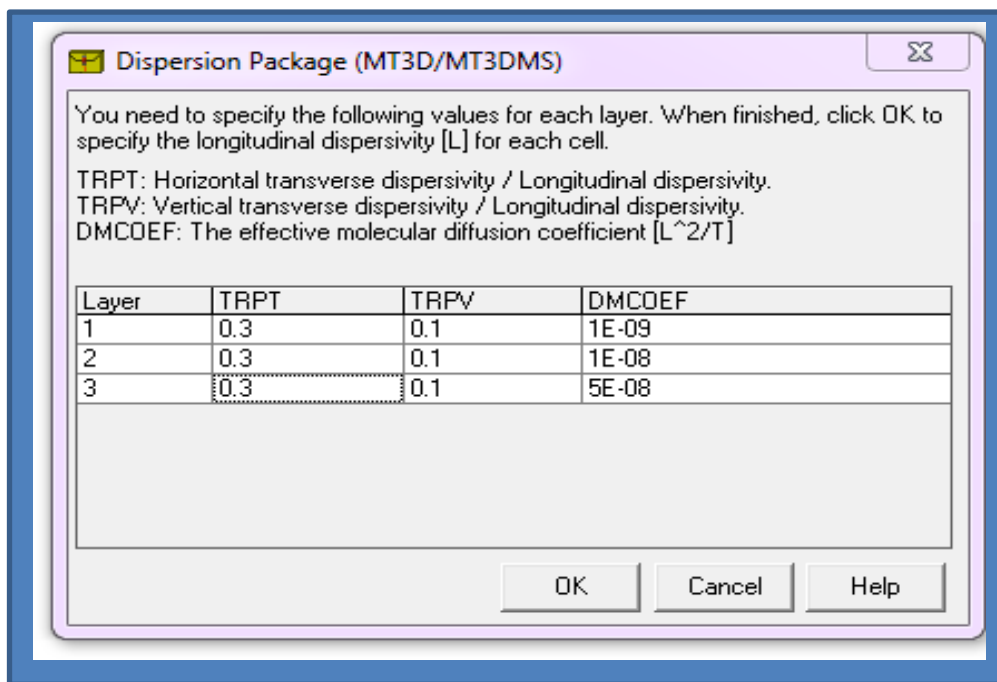 Dispersion Package (MT3D/MT3DMS)
You need to specify the following values for each layer. When finished, click OK to
specify the longitudinal dispersivity [L] for each cell.
TRPT: Horizontal transverse dispersivity / Longitudinal dispersivity.
TRPV: Vertical transverse dispersivity / Longitudinal dispersivity.
DMCOEF: The effective molecular diffusion coefficient [L^2/T]
Layer TRPT TRPV DMCOEF
1 0.3 0.1 1E-09
2 0.3 0.1 1E-08
3 0.3 0.1 5E-08
OK Cancel Help